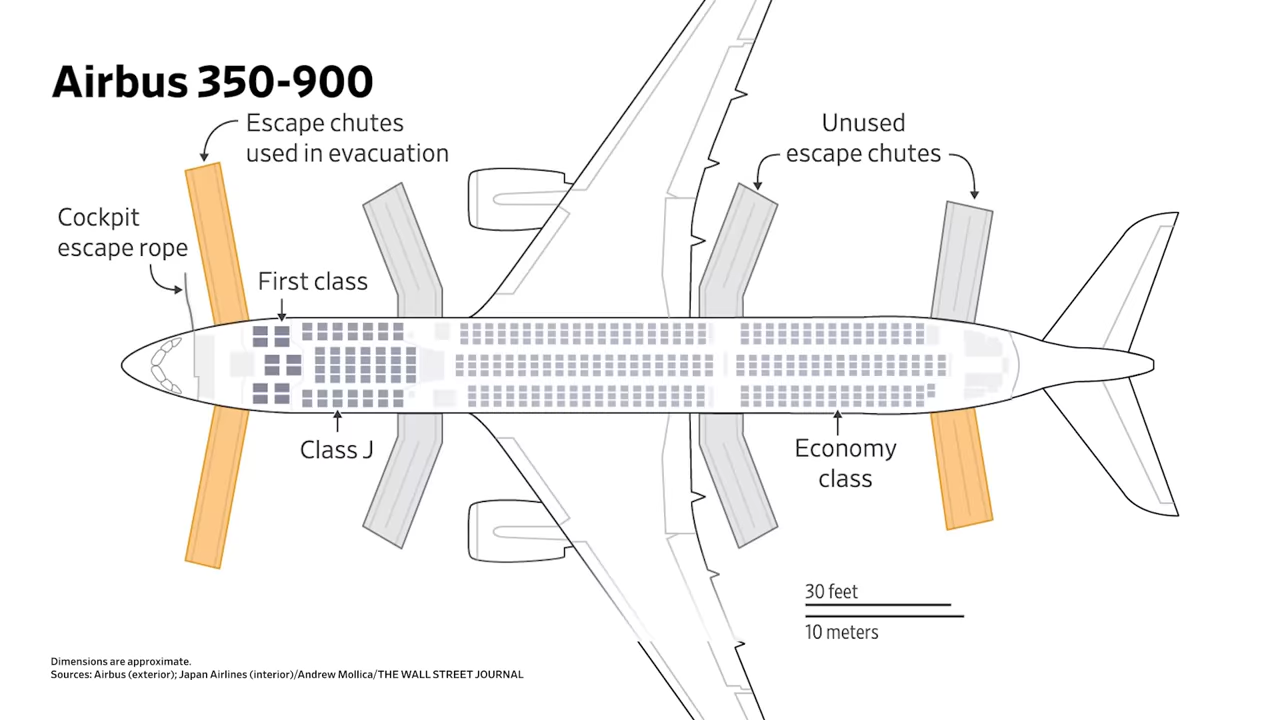 Airbus 350-900
Escape chutes
used in evacuation
Unused
escape chutes
Cockpit
escape rope
First class
Class J
Economy
class
30 feet
10 meters
Dimensions are approximate.
Sources: Airbus (exterior); Japan Airlines (interior)/Andrew Mollica/THE WALL STREET JOURNAL